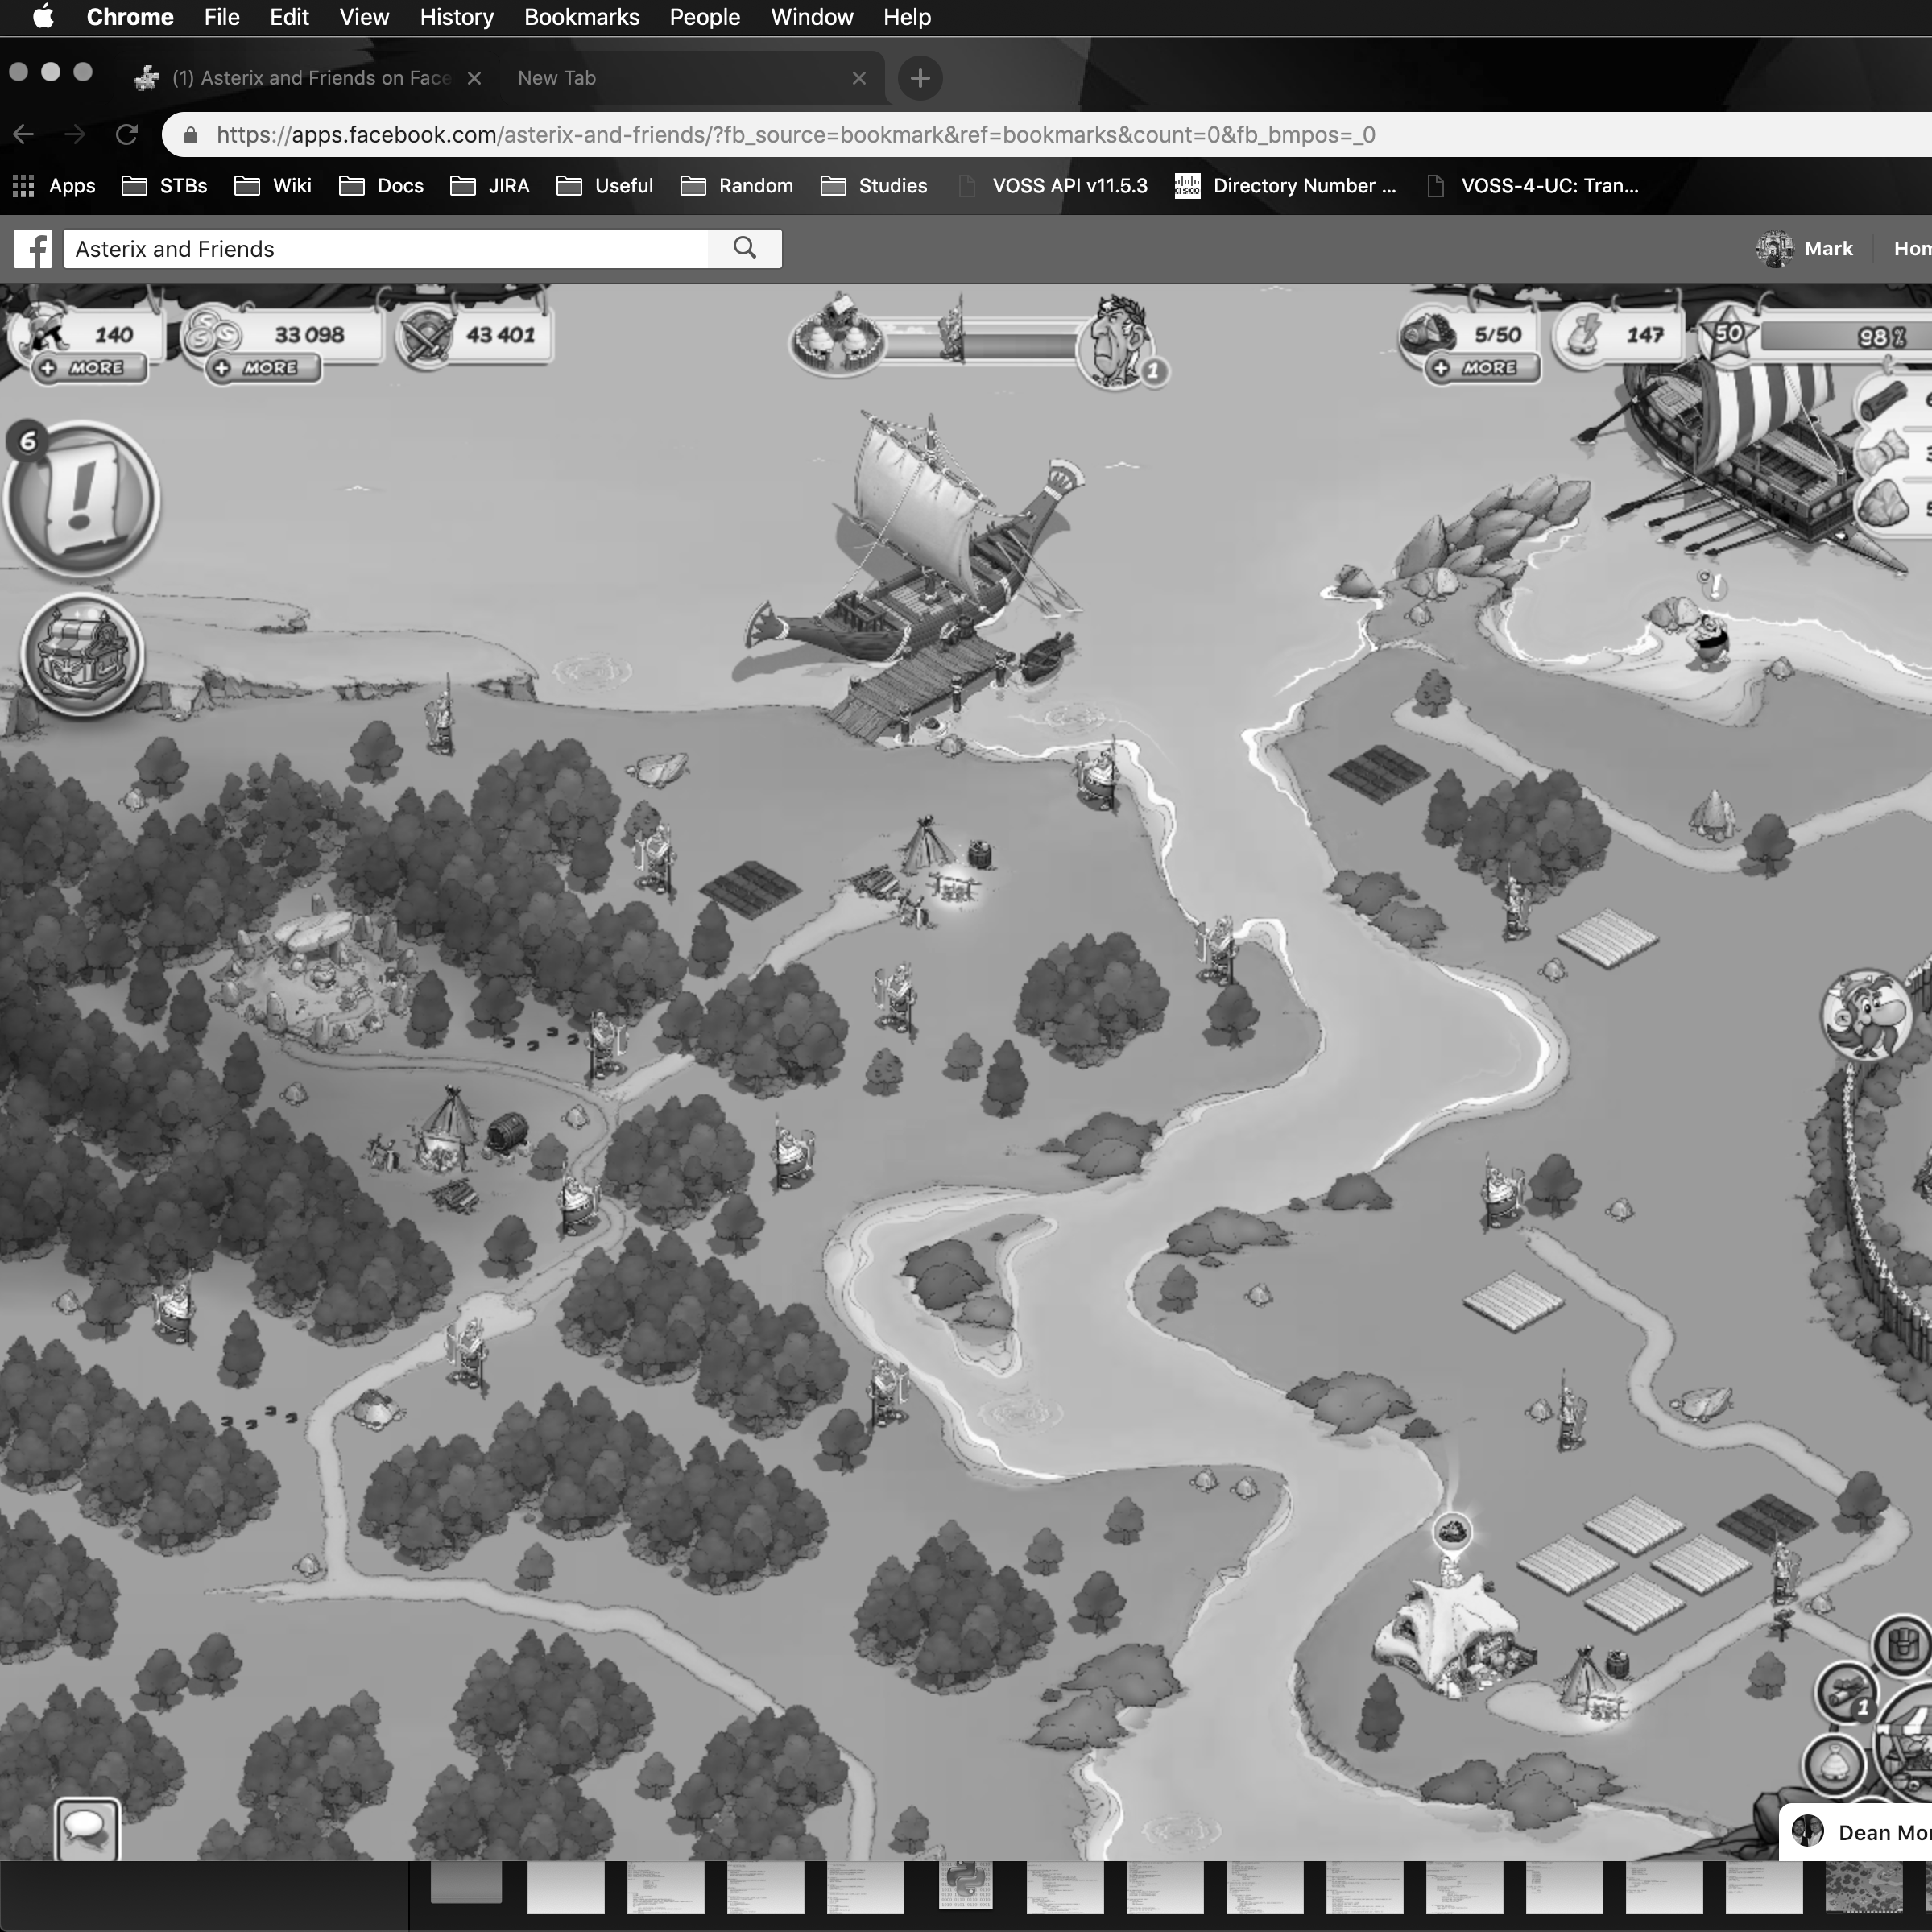 Chrome File Edit View History Bookmarks People Window Help
(1) Asterix and Friends on Face New Tab
https://apps.facebook.com/asterix-and-friends/?fb_source=bookmark&ref=bookmarks&count=0&fb_bmpos=_0
Apps STBs Wiki Docs JIRA Useful Random Studies VOSS API v11.5.3 Directory Number ... VOSS-4-UC: Tran...
Asterix and Friends Mark Hom
140 33 098 43 401 5/50 147 50 98%
+ MORE + MORE 1 + MORE
6
1
Dean Mor